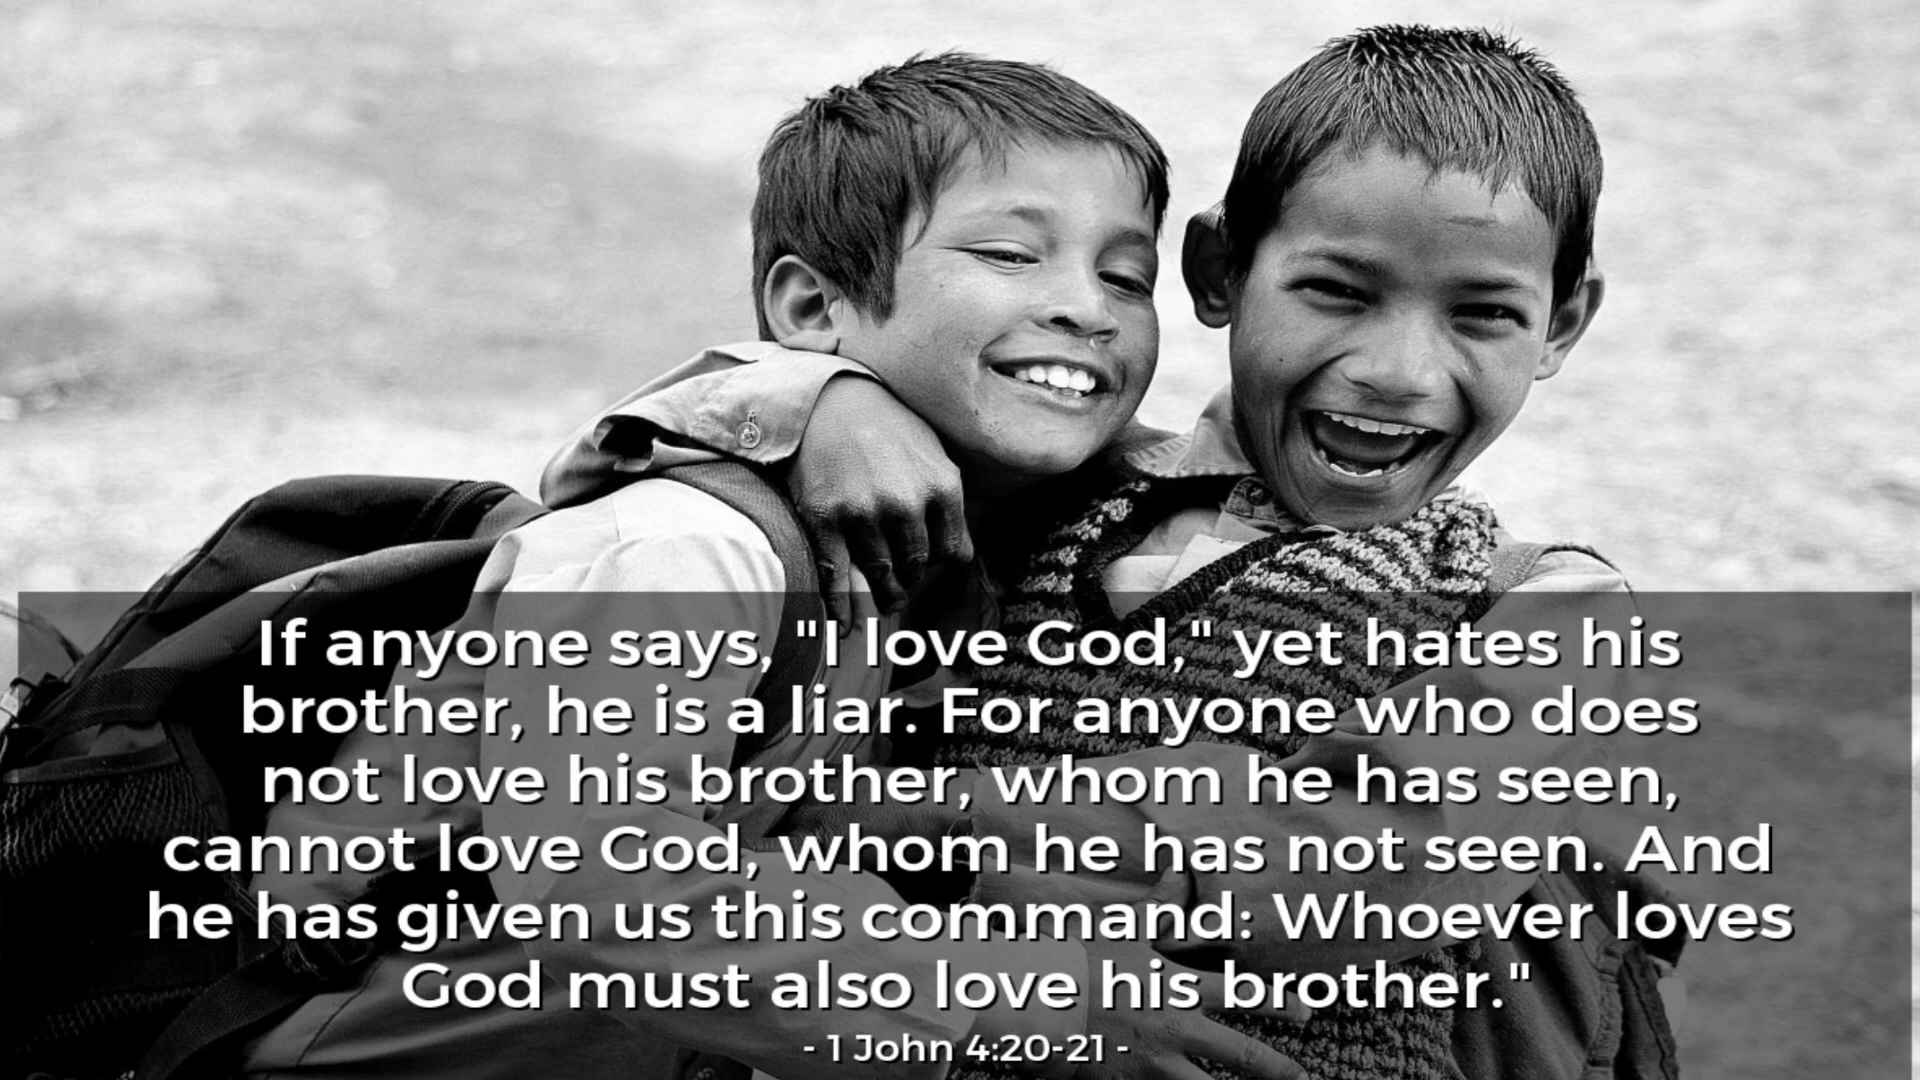 If anyone says, "I love God," yet hates his
brother, he is a liar. For anyone who does
not love his brother, whom he has seen,
cannot love God, whom he has not seen. And
he has given us this command: Whoever loves
God must also love his brother."
- 1 John 4:20-21 -